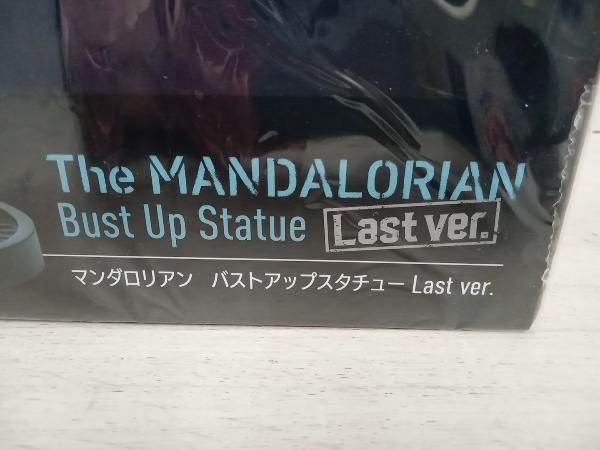 The MANDALORIAN
Bust Up Statue Last ver.
マンダロリアン　バストアップスタチュー Last ver.